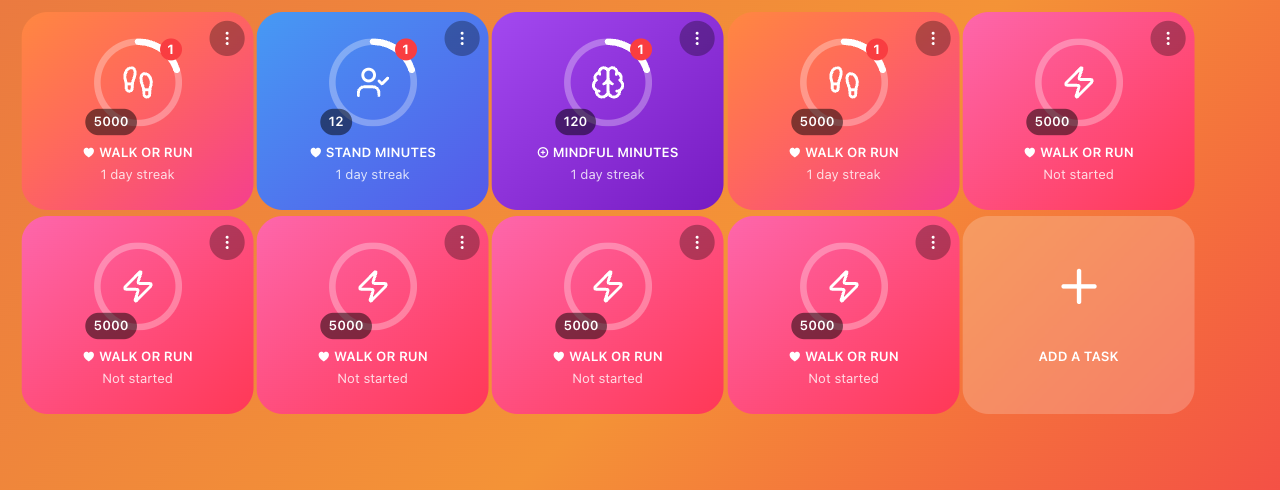 1
5000
WALK OR RUN
1 day streak
1
12
STAND MINUTES
1 day streak
1
120
MINDFUL MINUTES
1 day streak
1
5000
WALK OR RUN
1 day streak
5000
WALK OR RUN
Not started
5000
WALK OR RUN
Not started
5000
WALK OR RUN
Not started
5000
WALK OR RUN
Not started
5000
WALK OR RUN
Not started
ADD A TASK